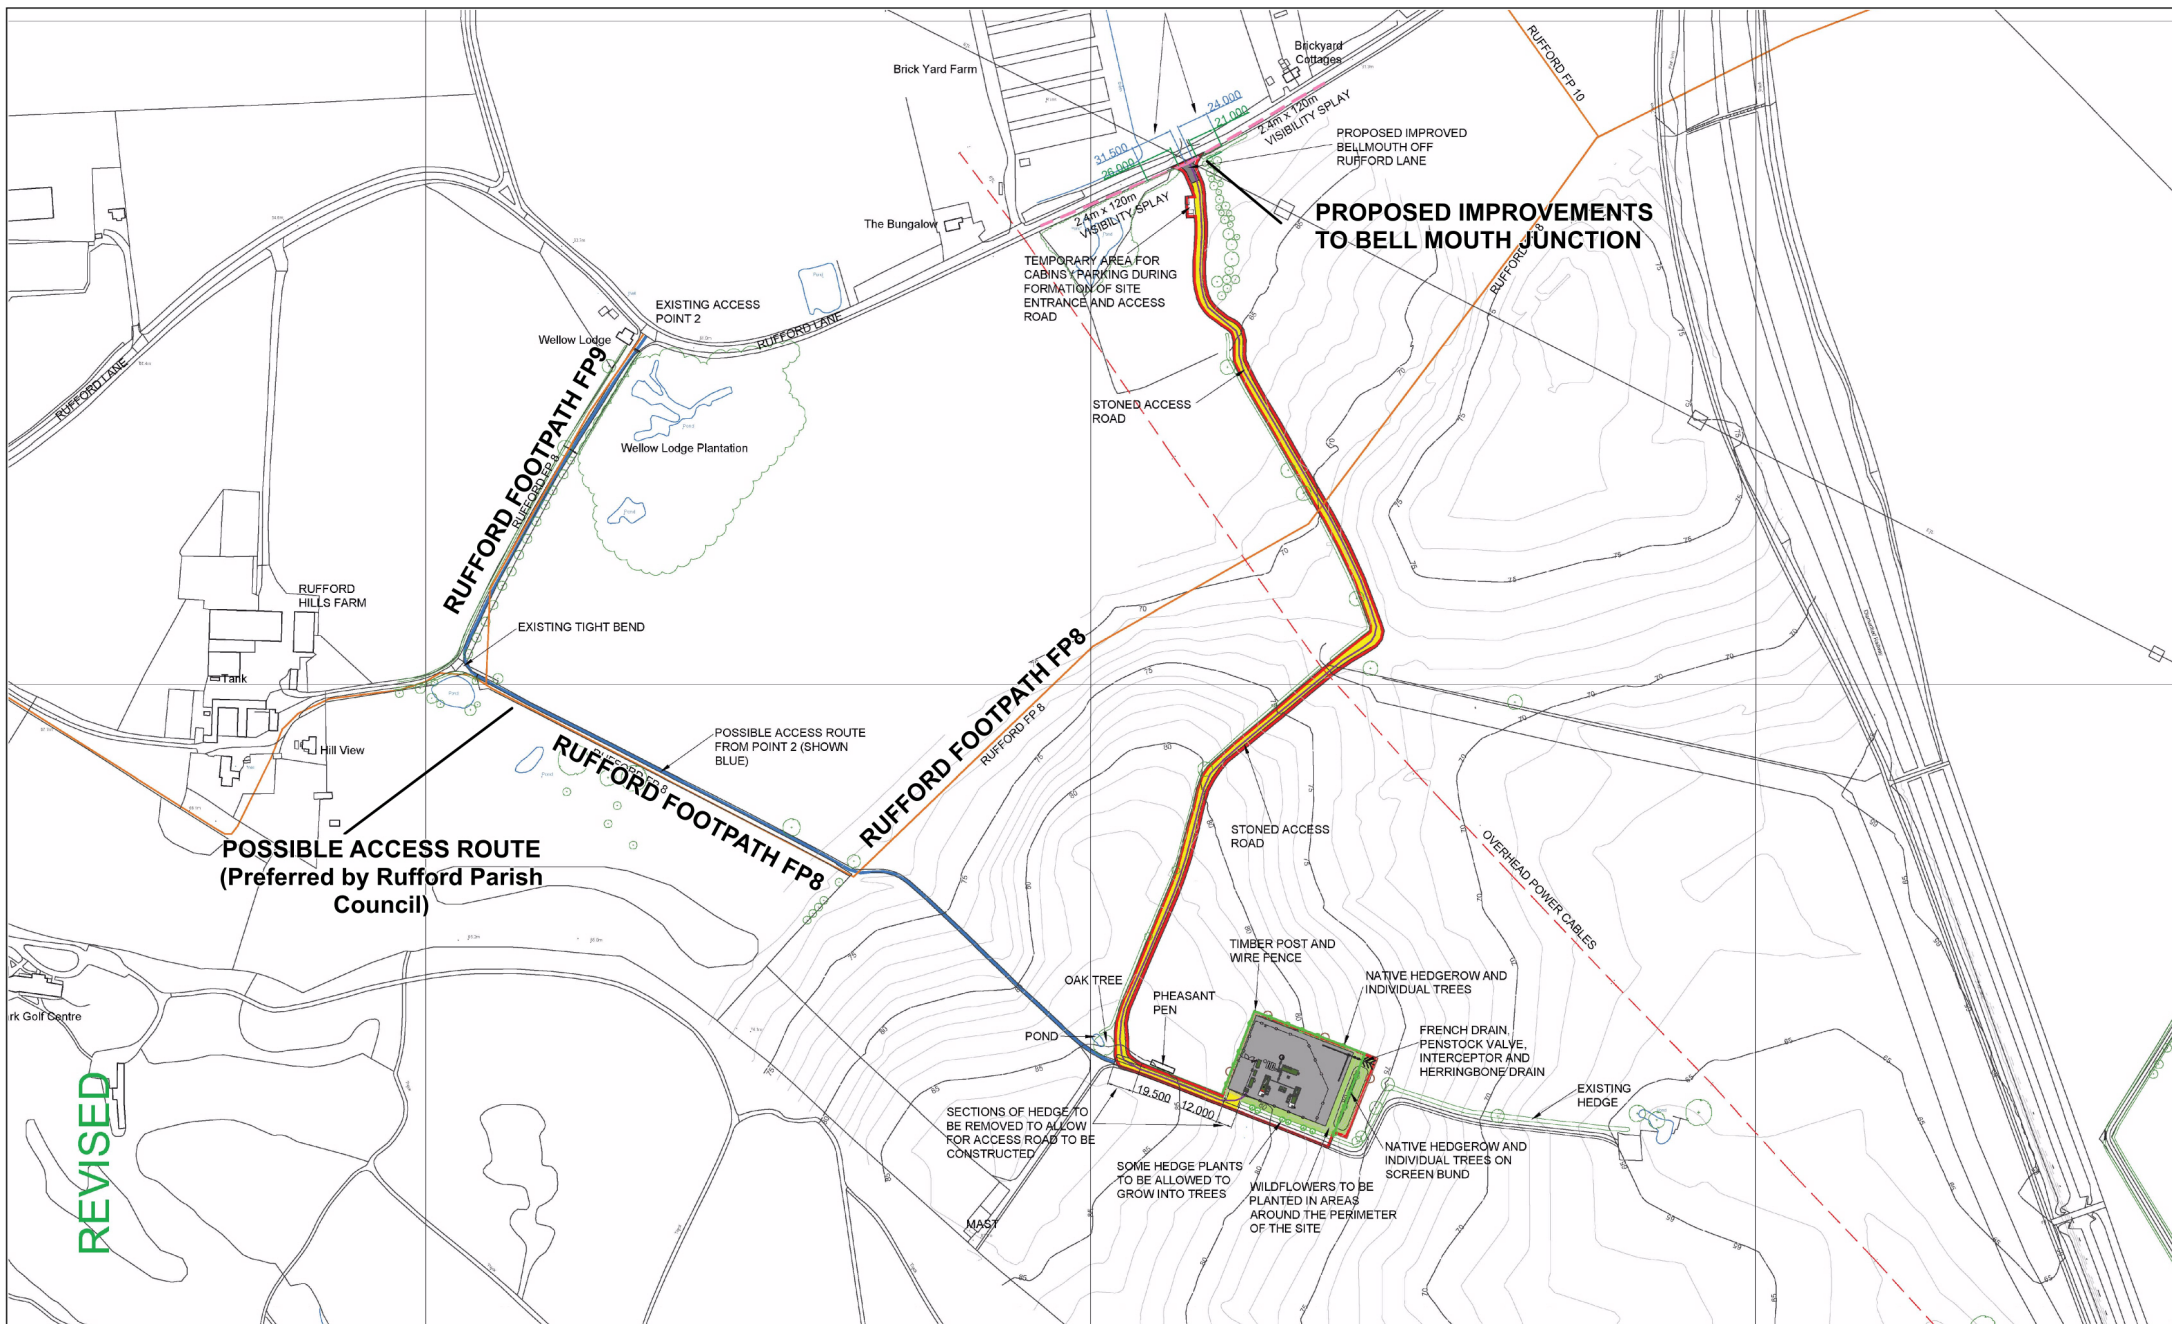 Brick Yard Farm
Brickyard
Cottages
RUFFORD FP 10
24.000
21.000
2.4m x 120m
VISIBILITY SPLAY
PROPOSED IMPROVED
BELLMOUTH OFF
RUFFORD LANE
31.500
26.000
2.4m x 120m
VISIBILITY SPLAY
PROPOSED IMPROVEMENTS
TO BELL MOUTH JUNCTION
RUFFORD FP 8
The Bungalow
TEMPORARY AREA FOR
CABINS / PARKING DURING
FORMATION OF SITE
ENTRANCE AND ACCESS
ROAD
EXISTING ACCESS
POINT 2
Pond
Wellow Lodge
RUFFORD LANE
RUFFORD LANE
STONED ACCESS
ROAD
Pond
Wellow Lodge Plantation
RUFFORD FOOTPATH FP9
RUFFORD FP 8
Pond
RUFFORD
HILLS FARM
EXISTING TIGHT BEND
Tank
Pond
Hill View
POSSIBLE ACCESS ROUTE
FROM POINT 2 (SHOWN
BLUE)
Pond
RUFFORD FP 8
RUFFORD FOOTPATH FP8
RUFFORD FOOTPATH FP8
RUFFORD FP 8
STONED ACCESS
ROAD
OVERHEAD POWER CABLES
POSSIBLE ACCESS ROUTE
(Preferred by Rufford Parish
Council)
TIMBER POST AND
WIRE FENCE
OAK TREE
PHEASANT
PEN
NATIVE HEDGEROW AND
INDIVIDUAL TREES
rk Golf Centre
POND
FRENCH DRAIN,
PENSTOCK VALVE,
INTERCEPTOR AND
HERRINGBONE DRAIN
EXISTING
HEDGE
19.500
12.000
SECTIONS OF HEDGE TO
BE REMOVED TO ALLOW
FOR ACCESS ROAD TO BE
CONSTRUCTED
SOME HEDGE PLANTS
TO BE ALLOWED TO
GROW INTO TREES
WILDFLOWERS TO BE
PLANTED IN AREAS
AROUND THE PERIMETER
OF THE SITE
NATIVE HEDGEROW AND
INDIVIDUAL TREES ON
SCREEN BUND
MAST
REVISED